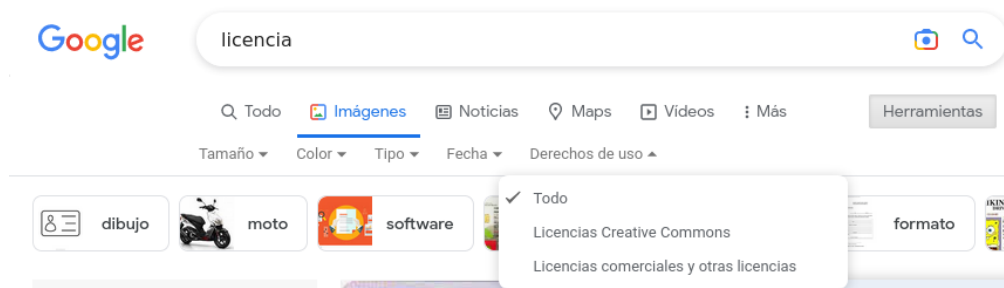 Google
licencia
Todo Imágenes Noticias Maps Vídeos Más Herramientas
Tamaño Color Tipo Fecha Derechos de uso
Todo
Licencias Creative Commons
Licencias comerciales y otras licencias
dibujo moto software formato